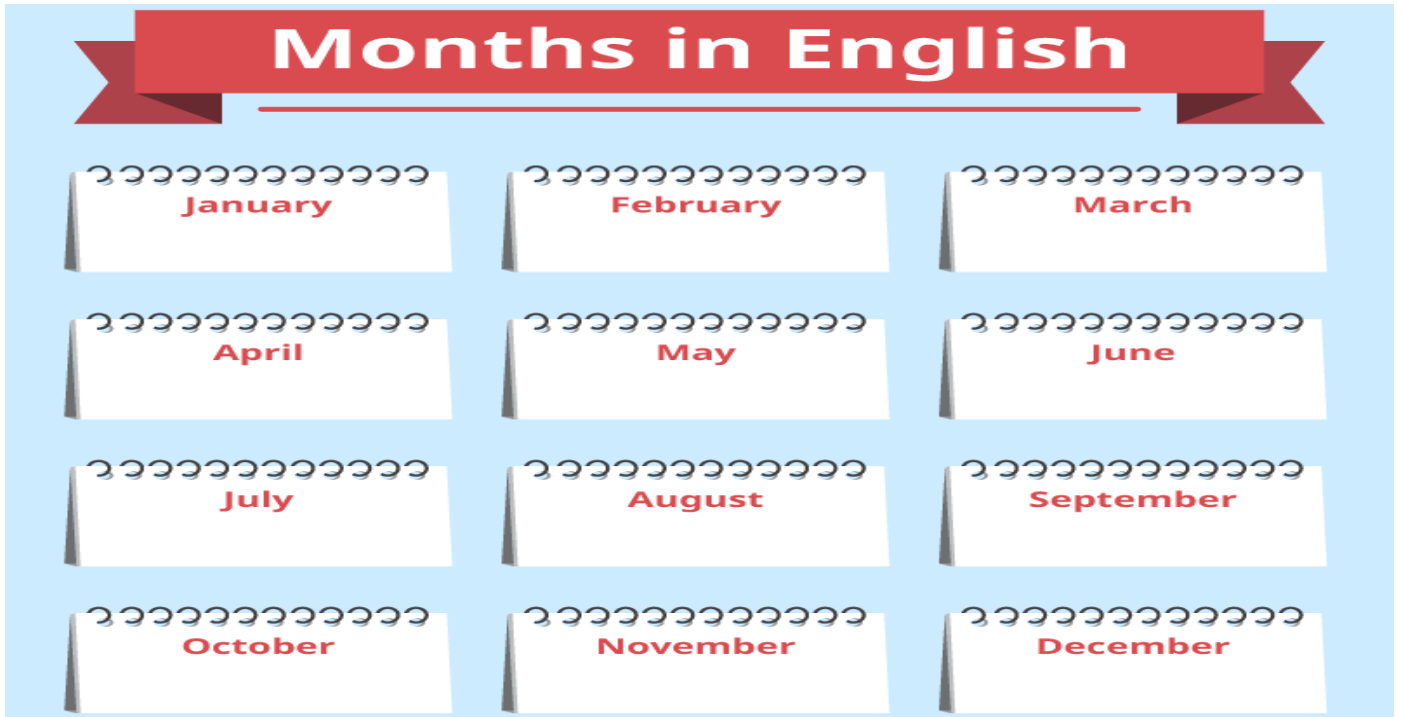 Months in English
January February March
April May June
July August September
October November December